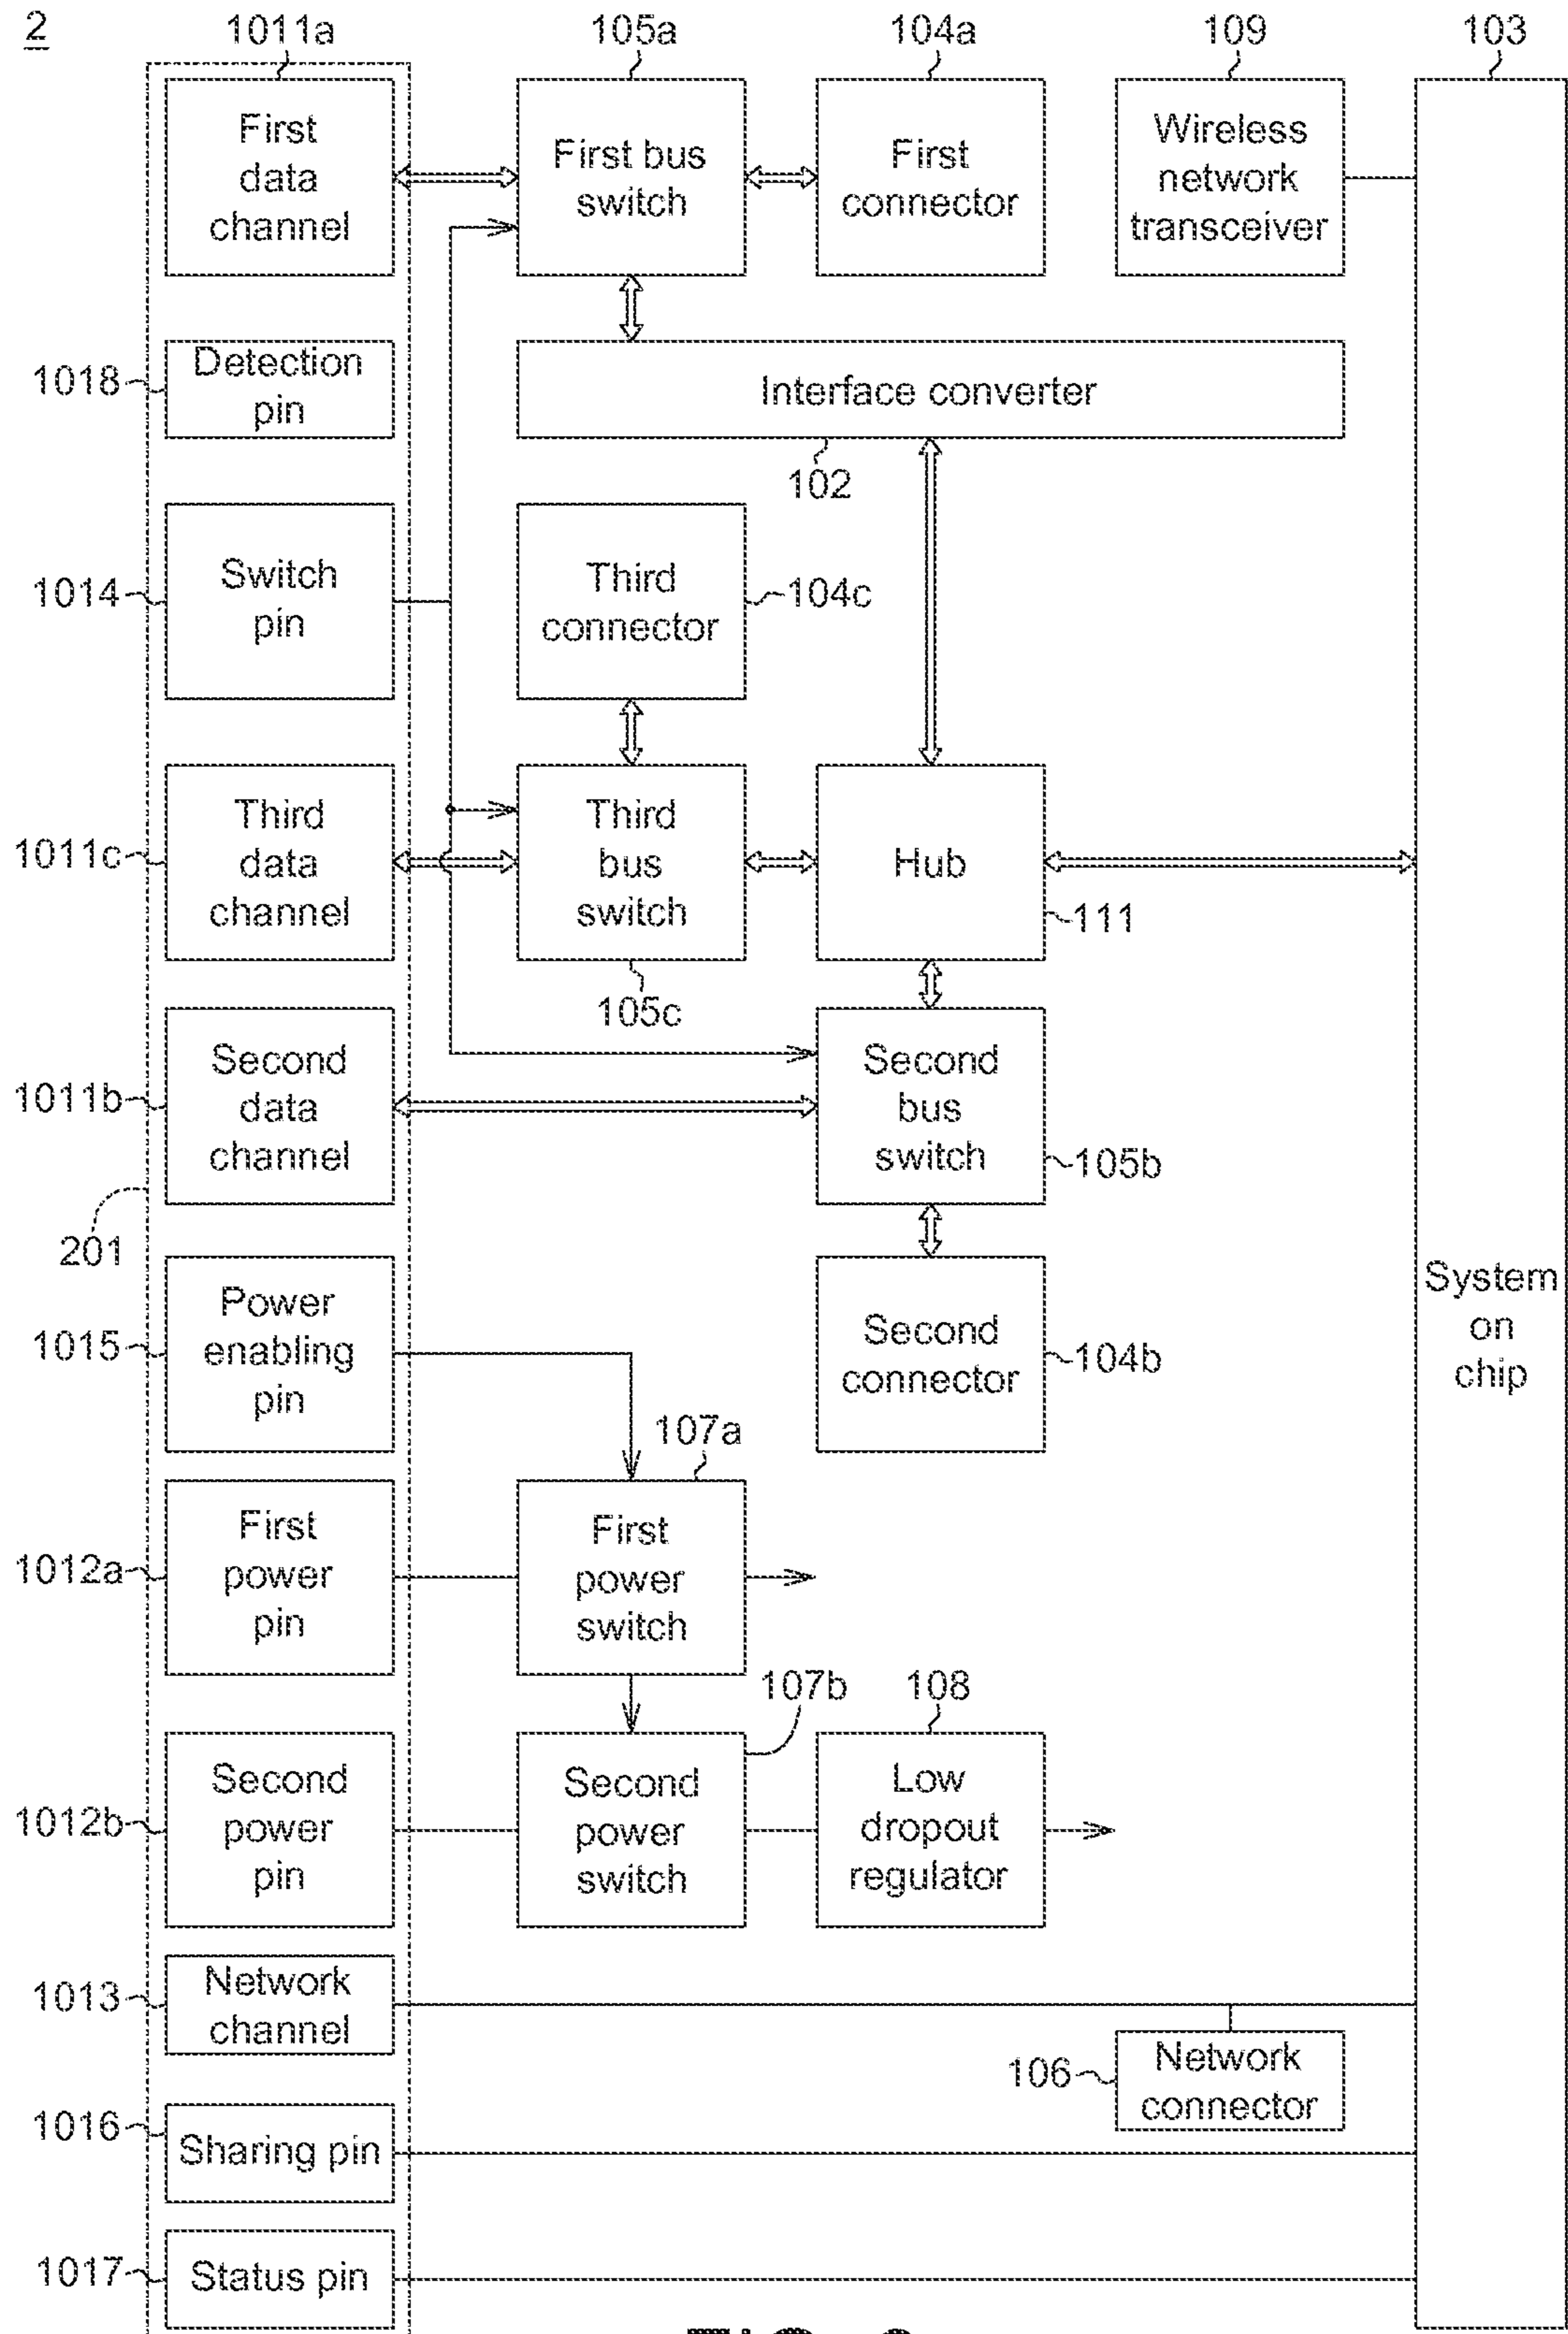 2
1011a
105a
104a
109
103
First
data
channel
First bus
switch
First
connector
Wireless
network
transceiver
1018
Detection
pin
Interface converter
102
1014
Switch
pin
Third
connector
104c
1011c
Third
data
channel
Third
bus
switch
Hub
111
105c
1011b
Second
data
channel
Second
bus
switch
105b
201
System
on
chip
1015
Power
enabling
pin
Second
connector
104b
107a
1012a
First
power
pin
First
power
switch
107b
108
1012b
Second
power
pin
Second
power
switch
Low
dropout
regulator
1013
Network
channel
106
Network
connector
1016
Sharing pin
1017
Status pin